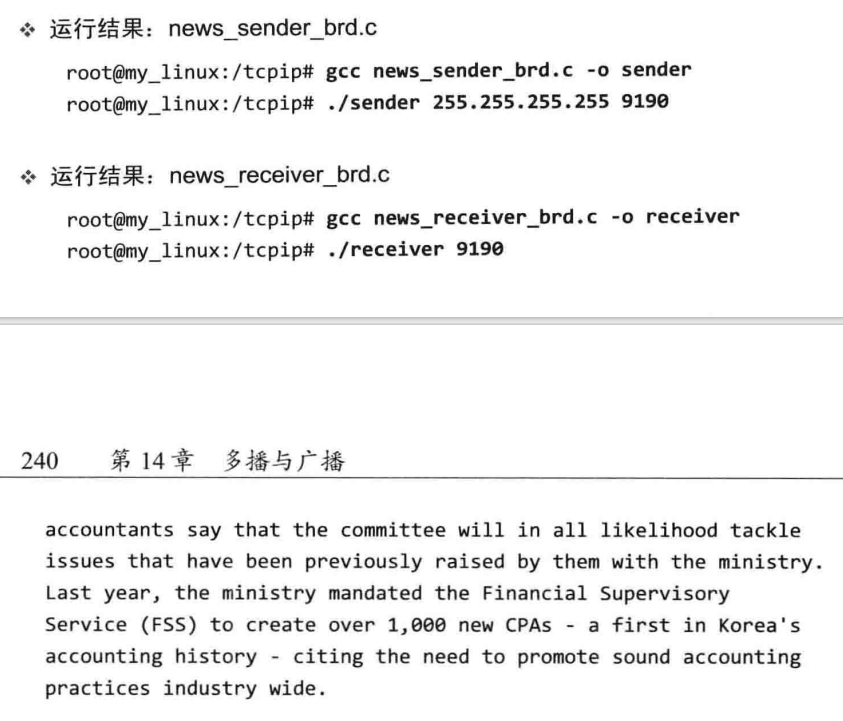 ❖ 运行结果：news_sender_brd.c
root@my_linux:/tcpip# gcc news_sender_brd.c -o sender
root@my_linux:/tcpip# ./sender 255.255.255.255 9190
❖ 运行结果：news_receiver_brd.c
root@my_linux:/tcpip# gcc news_receiver_brd.c -o receiver
root@my_linux:/tcpip# ./receiver 9190
240 第 14 章 多播与广播
accountants say that the committee will in all likelihood tackle
issues that have been previously raised by them with the ministry.
Last year, the ministry mandated the Financial Supervisory
Service (FSS) to create over 1,000 new CPAs - a first in Korea's
accounting history - citing the need to promote sound accounting
practices industry wide.